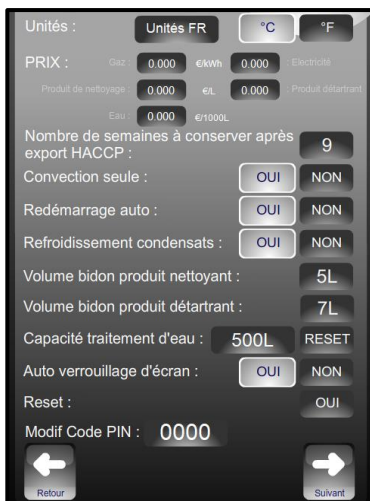 Unités : Unités FR °C °F
PRIX : Gaz : 0.000 €/kWh 0.000 : Electricité
Produit de nettoyage : 0.000 €/L 0.000 : Produit détartrant
Eau : 0.000 €/1000L
Nombre de semaines à conserver après
export HACCP : 9
Convection seule : OUI NON
Redémarrage auto : OUI NON
Refroidissement condensats : OUI NON
Volume bidon produit nettoyant : 5L
Volume bidon produit détartrant : 7L
Capacité traitement d'eau : 500L RESET
Auto verrouillage d'écran : OUI NON
Reset : OUI
Modif Code PIN : 0000
Retour Suivant